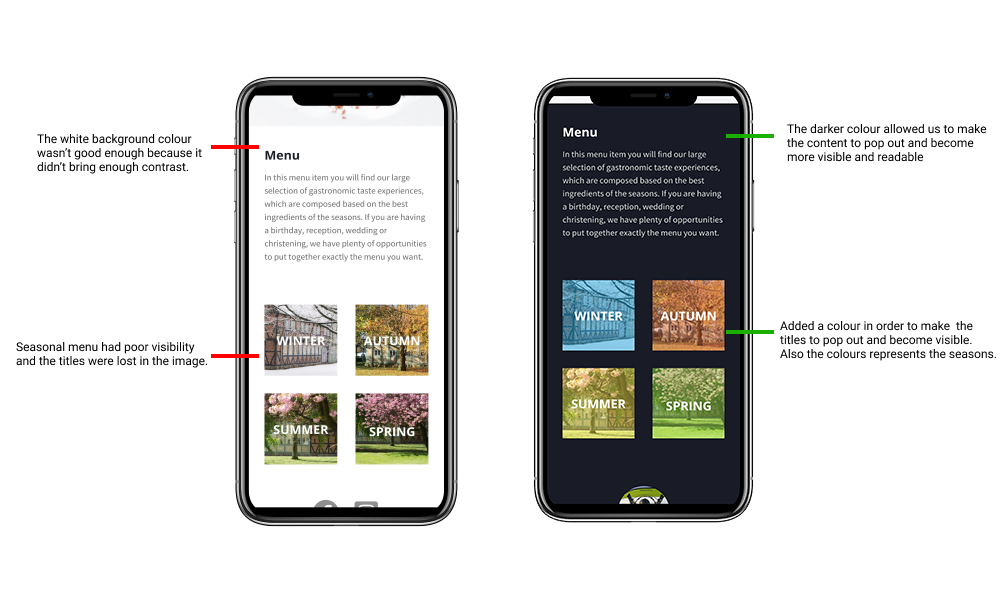 The white background colour
wasn't good enough because it
didn't bring enough contrast.
Menu
In this menu item you will find our large
selection of gastronomic taste experiences,
which are composed based on the best
ingredients of the seasons. If you are having
a birthday, reception, wedding or
christening, we have plenty of opportunities
to put together exactly the menu you want.
Seasonal menu had poor visibility
and the titles were lost in the image.
WINTER
AUTUMN
SUMMER
SPRING
Menu
In this menu item you will find our large
selection of gastronomic taste experiences,
which are composed based on the best
ingredients of the seasons. If you are having
a birthday, reception, wedding or
christening, we have plenty of opportunities
to put together exactly the menu you want.
WINTER
AUTUMN
SUMMER
SPRING
The darker colour allowed us to make
the content to pop out and become
more visible and readable
Added a colour in order to make  the
titles to pop out and become visible.
Also the colours represents the seasons.